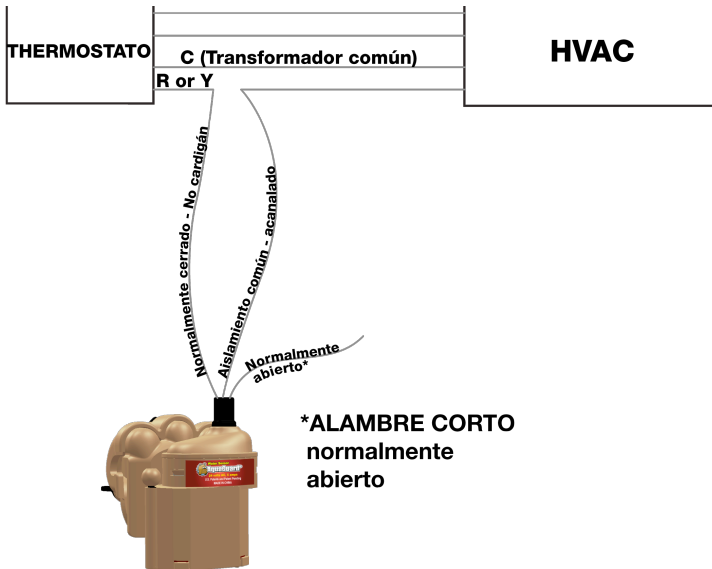 THERMOSTATO
C (Transformador común)
HVAC
R or Y
Normalmente cerrado - No cardigán
Aislamiento común - acanalado
Normalmente
abierto*
*ALAMBRE CORTO
normalmente
abierto
AquaGuard